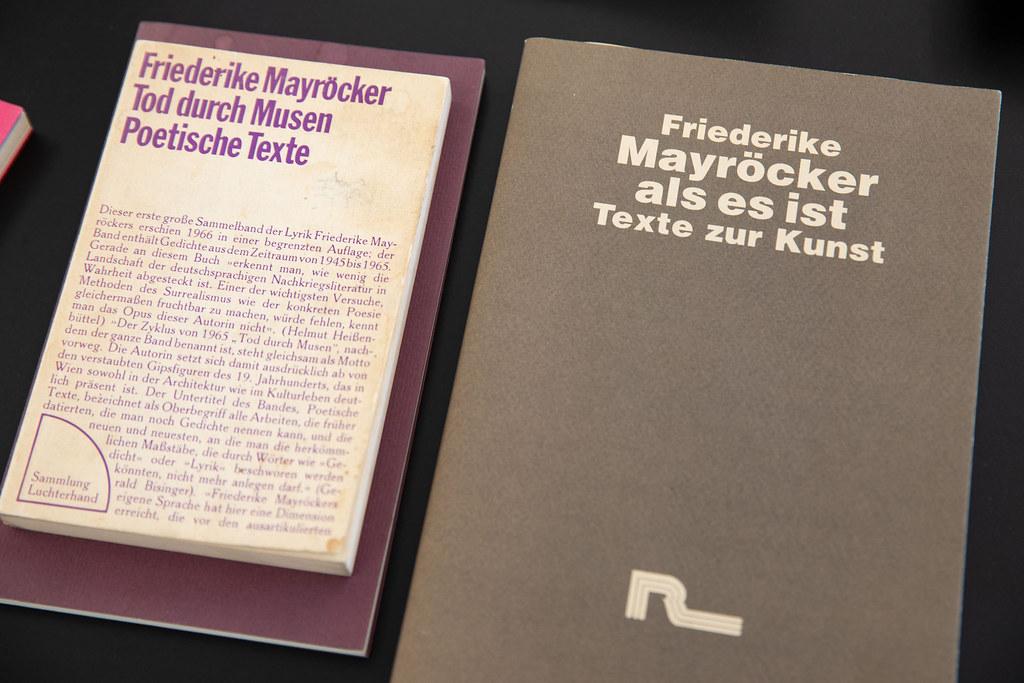 Friederike Mayröcker
Tod durch Musen
Poetische Texte
Dieser erste große Sammelband der Lyrik Friederike May-
röckers erschien 1966 in einer begrenzten Auflage; der
Band enthält Gedichte aus dem Zeitraum von 1945 bis 1965.
Gerade an diesem Buch »erkennt man, wie wenig die
Landschaft der deutschsprachigen Nachkriegsliteratur in
Wahrheit abgesteckt ist. Einer der wichtigsten Versuche,
Methoden des Surrealismus wie der konkreten Poesie
gleichermaßen fruchtbar zu machen, würde fehlen, kennt
man das Opus dieser Autorin nicht«. (Helmut Heißen-
büttel) »Der Zyklus von 1965 „Tod durch Musen”, nach-
dem der ganze Band benannt ist, steht gleichsam als Motto
vorweg. Die Autorin setzt sich damit ausdrücklich ab von
den verstaubten Gipsfiguren des 19. Jahrhunderts, das in
Wien sowohl in der Architektur wie im Kulturleben deut-
lich präsent ist. Der Untertitel des Bandes, Poetische
Texte, bezeichnet als Oberbegriff alle Arbeiten, die früher
datierten, die man noch Gedichte nennen kann, und die
neuen und neuesten, an die man die herkömm-
lichen Maßstäbe, die durch Wörter wie »Ge-
dicht« oder »Lyrik« beschworen werden
könnten, nicht mehr anlegen darf.« (Ge-
rald Bisinger). »Friederike Mayröckers
eigene Sprache hat hier eine Dimension
erreicht, die vor den ausartikulierten
Sammlung
Luchterhand
Friederike
Mayröcker
als es ist
Texte zur Kunst
RL